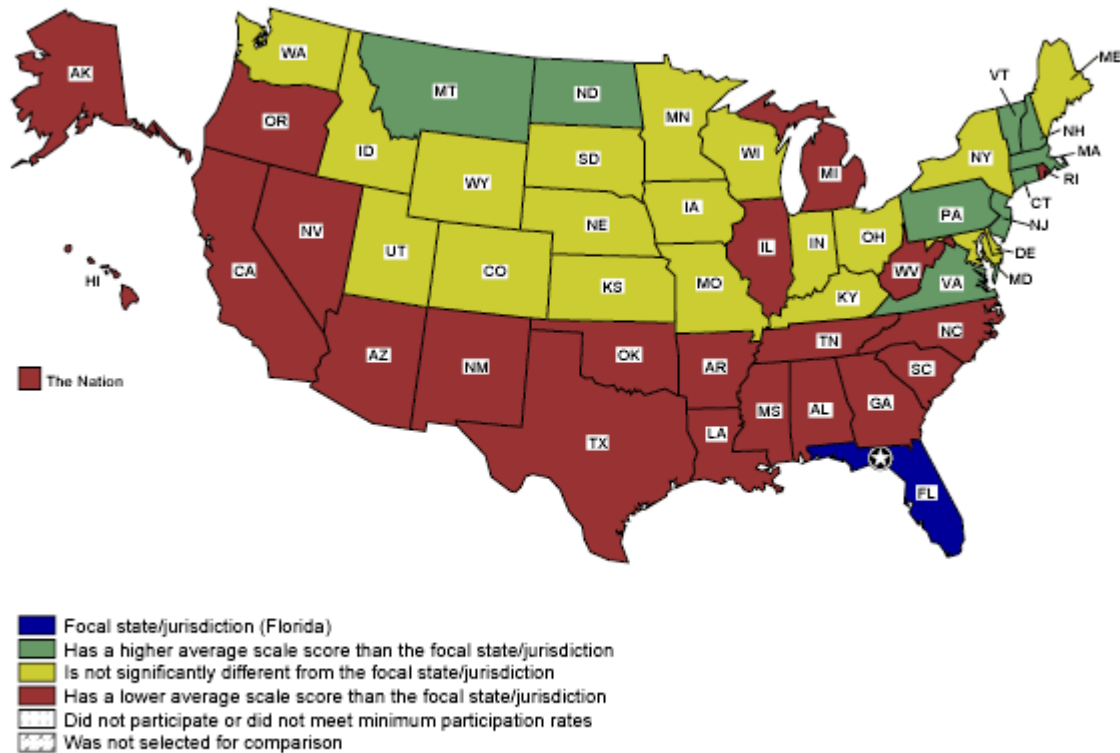 AK
WA
MT
ND
MN
VT
ME
OR
ID
SD
WI
NY
NH
MA
WY
MI
RI
CT
NV
NE
IA
PA
NJ
CA
UT
CO
IL
IN
OH
DE
MD
HI
KS
MO
WV
VA
KY
AZ
NM
OK
AR
TN
NC
SC
The Nation
TX
LA
MS
AL
GA
FL
Focal state/jurisdiction (Florida)
Has a higher average scale score than the focal state/jurisdiction
Is not significantly different from the focal state/jurisdiction
Has a lower average scale score than the focal state/jurisdiction
Did not participate or did not meet minimum participation rates
Was not selected for comparison